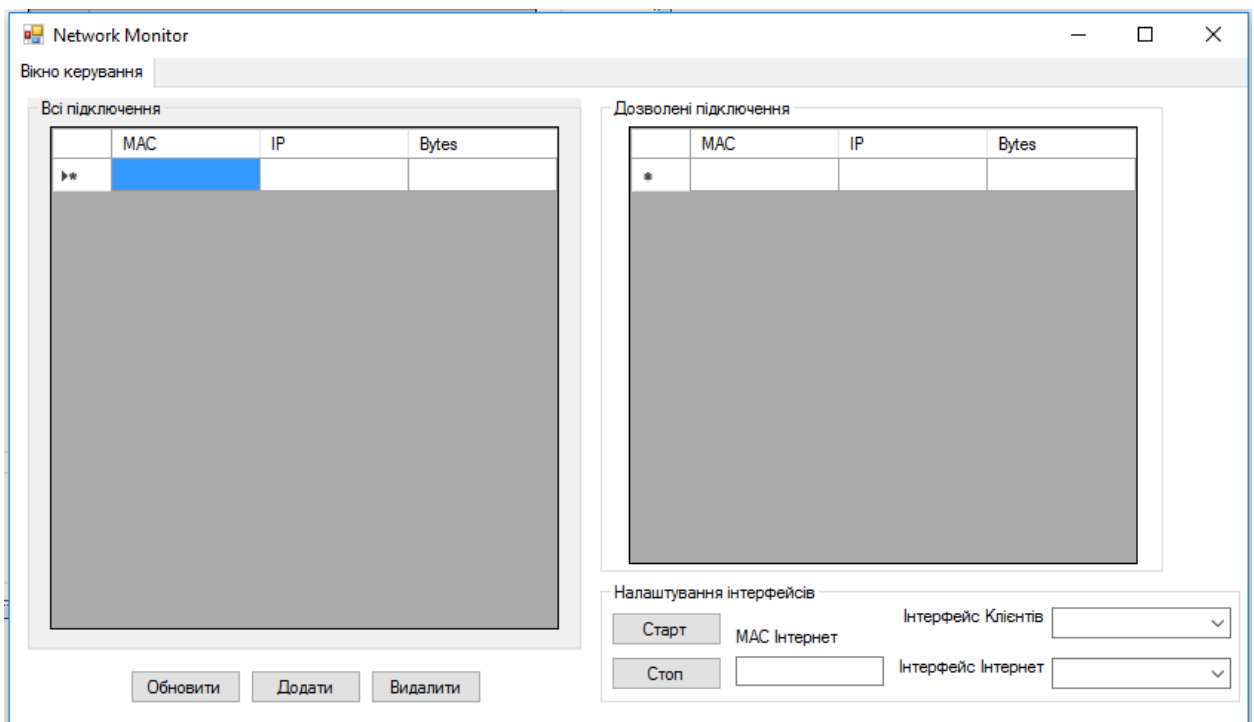 Network Monitor
Вікно керування
Всі підключення
MAC IP Bytes
Дозволені підключення
MAC IP Bytes
Налаштування інтерфейсів
Старт
MAC Інтернет
Інтерфейс Клієнтів
Стоп
Інтерфейс Інтернет
Обновити Додати Видалити